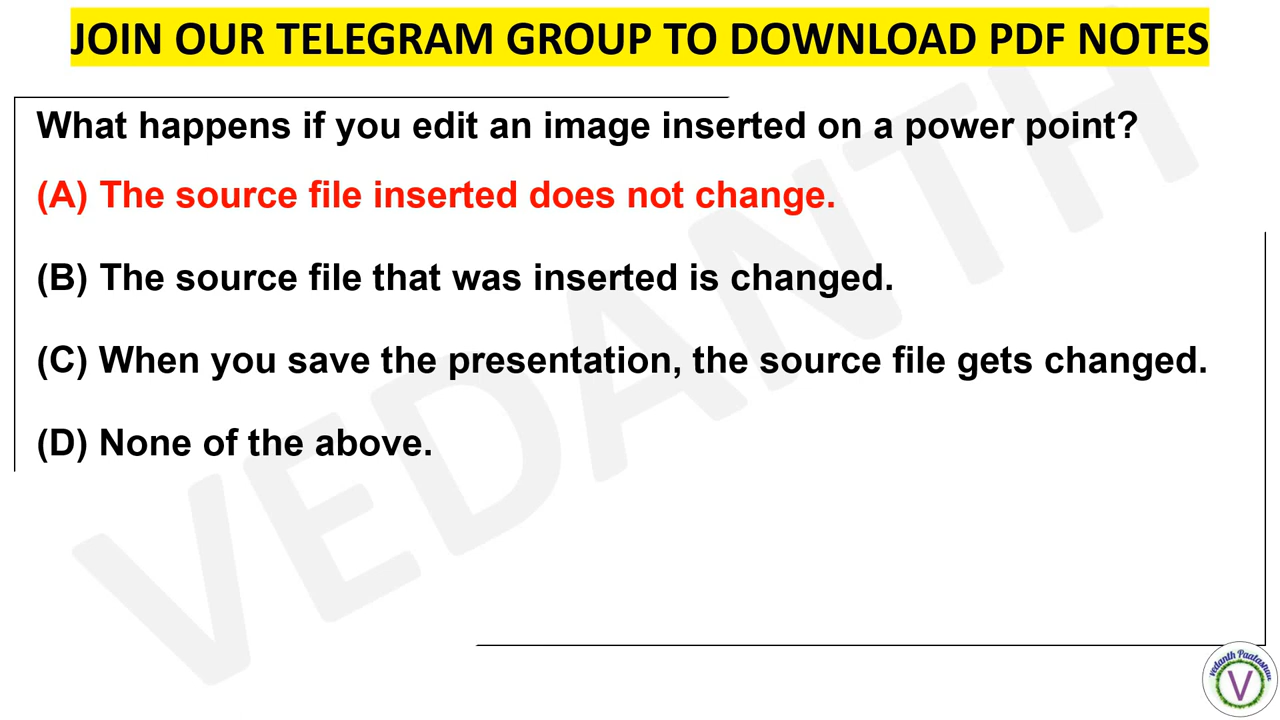 JOIN OUR TELEGRAM GROUP TO DOWNLOAD PDF NOTES
What happens if you edit an image inserted on a power point?
(A) The source file inserted does not change.
(B) The source file that was inserted is changed.
(C) When you save the presentation, the source file gets changed.
(D) None of the above.
VEDANTH
V